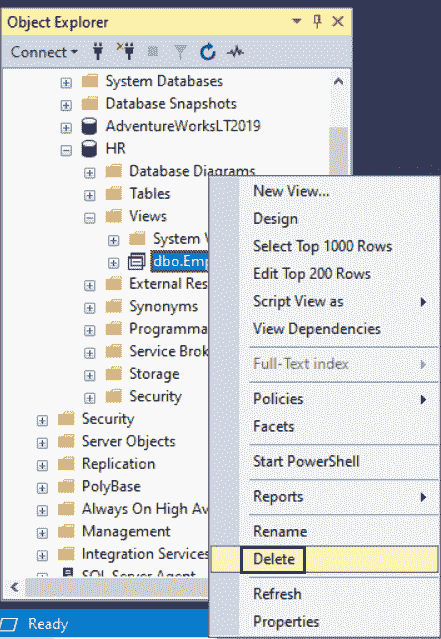 Object Explorer
Connect
System Databases
Database Snapshots
AdventureWorksLT2019
HR
Database Diagrams
Tables
Views
System
dbo.Emp
External Res
Synonyms
Programma
Service Brok
Storage
Security
Security
Server Objects
Replication
PolyBase
Always On High Av
Management
Integration Services
SQL Server Agent
Ready
New View...
Design
Select Top 1000 Rows
Edit Top 200 Rows
Script View as
View Dependencies
Full-Text index
Policies
Facets
Start PowerShell
Reports
Rename
Delete
Refresh
Properties